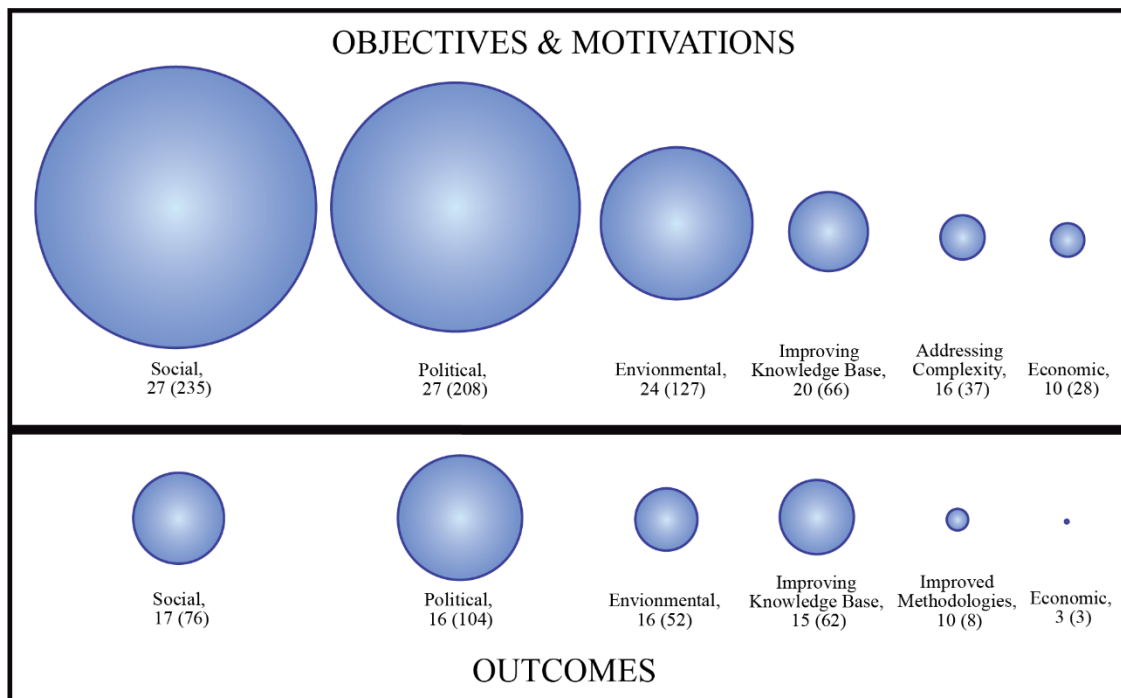 OBJECTIVES & MOTIVATIONS
Social,
27 (235)
Political,
27 (208)
Envionmental,
24 (127)
Improving
Knowledge Base,
20 (66)
Addressing
Complexity,
16 (37)
Economic,
10 (28)
Social,
17 (76)
Political,
16 (104)
Envionmental,
16 (52)
Improving
Knowledge Base,
15 (62)
Improved
Methodologies,
10 (8)
Economic,
3 (3)
OUTCOMES